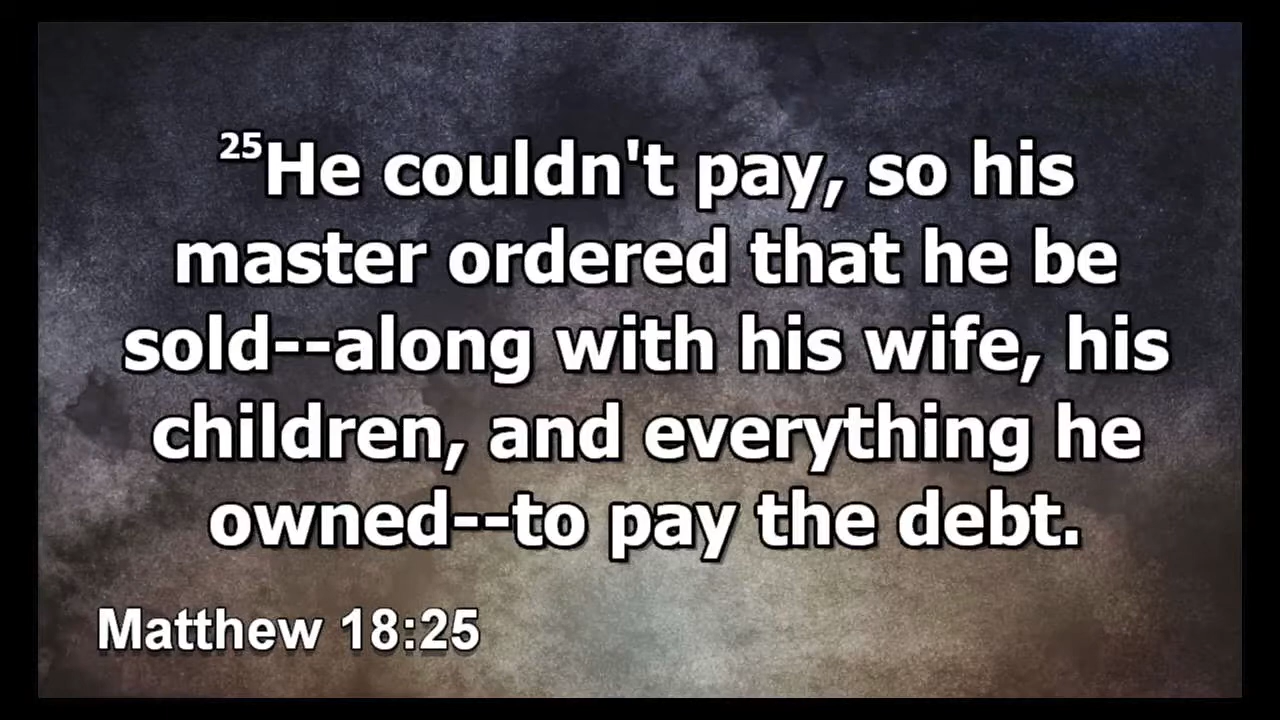 25He couldn't pay, so his
master ordered that he be
sold--along with his wife, his
children, and everything he
owned--to pay the debt.
Matthew 18:25